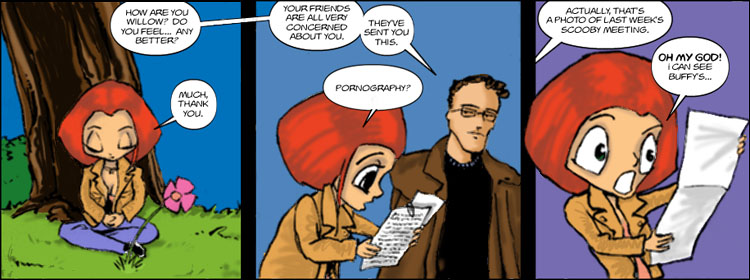 HOW ARE YOU
WILLOW? DO
YOU FEEL... ANY
BETTER?
MUCH,
THANK
YOU.
YOUR FRIENDS
ARE ALL VERY
CONCERNED
ABOUT YOU.
THEY'VE
SENT YOU
THIS.
PORNOGRAPHY?
ACTUALLY, THAT'S
A PHOTO OF LAST WEEK'S
SCOOBY MEETING.
OH MY GOD!
I CAN SEE
BUFFY'S...